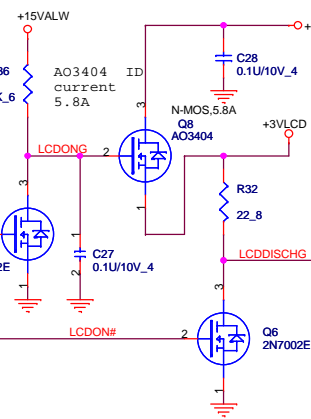 +15VALW
+
36
K_6
AO3404 ID
current
5.8A
C28
0.1U/10V_4
3
N-MOS,5.8A
Q8
AO3404
+3VLCD
LCDONG
2
3
1
R32
22_8
1
C27
2
0.1U/10V_4
2E
1
LCDDISCHG
3
LCDON#
2
Q6
2N7002E
1